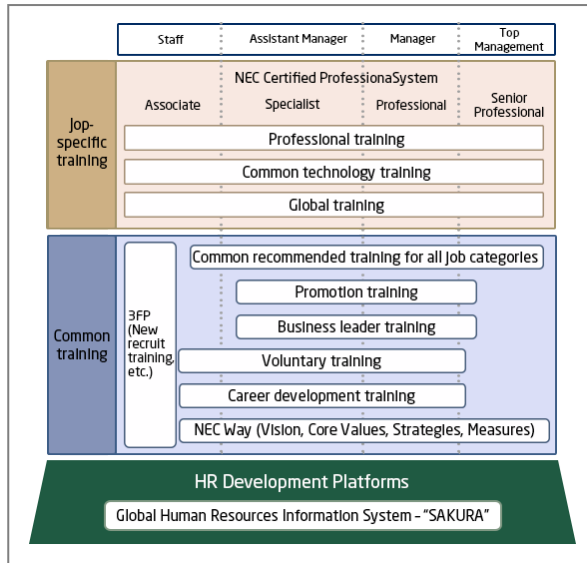 Staff Assistant Manager Manager Top
Management
NEC Certified ProfessionaSystem
Associate Specialist Professional Senior
Professional
Jop-
specific
training
Professional training
Common technology training
Global training
Common
training
3FP
(New
recruit
training,
etc.)
Common recommended training for all job categories
Promotion training
Business leader training
Voluntary training
Career development training
NEC Way (Vision, Core Values, Strategies, Measures)
HR Development Platforms
Global Human Resources Information System – "SAKURA"